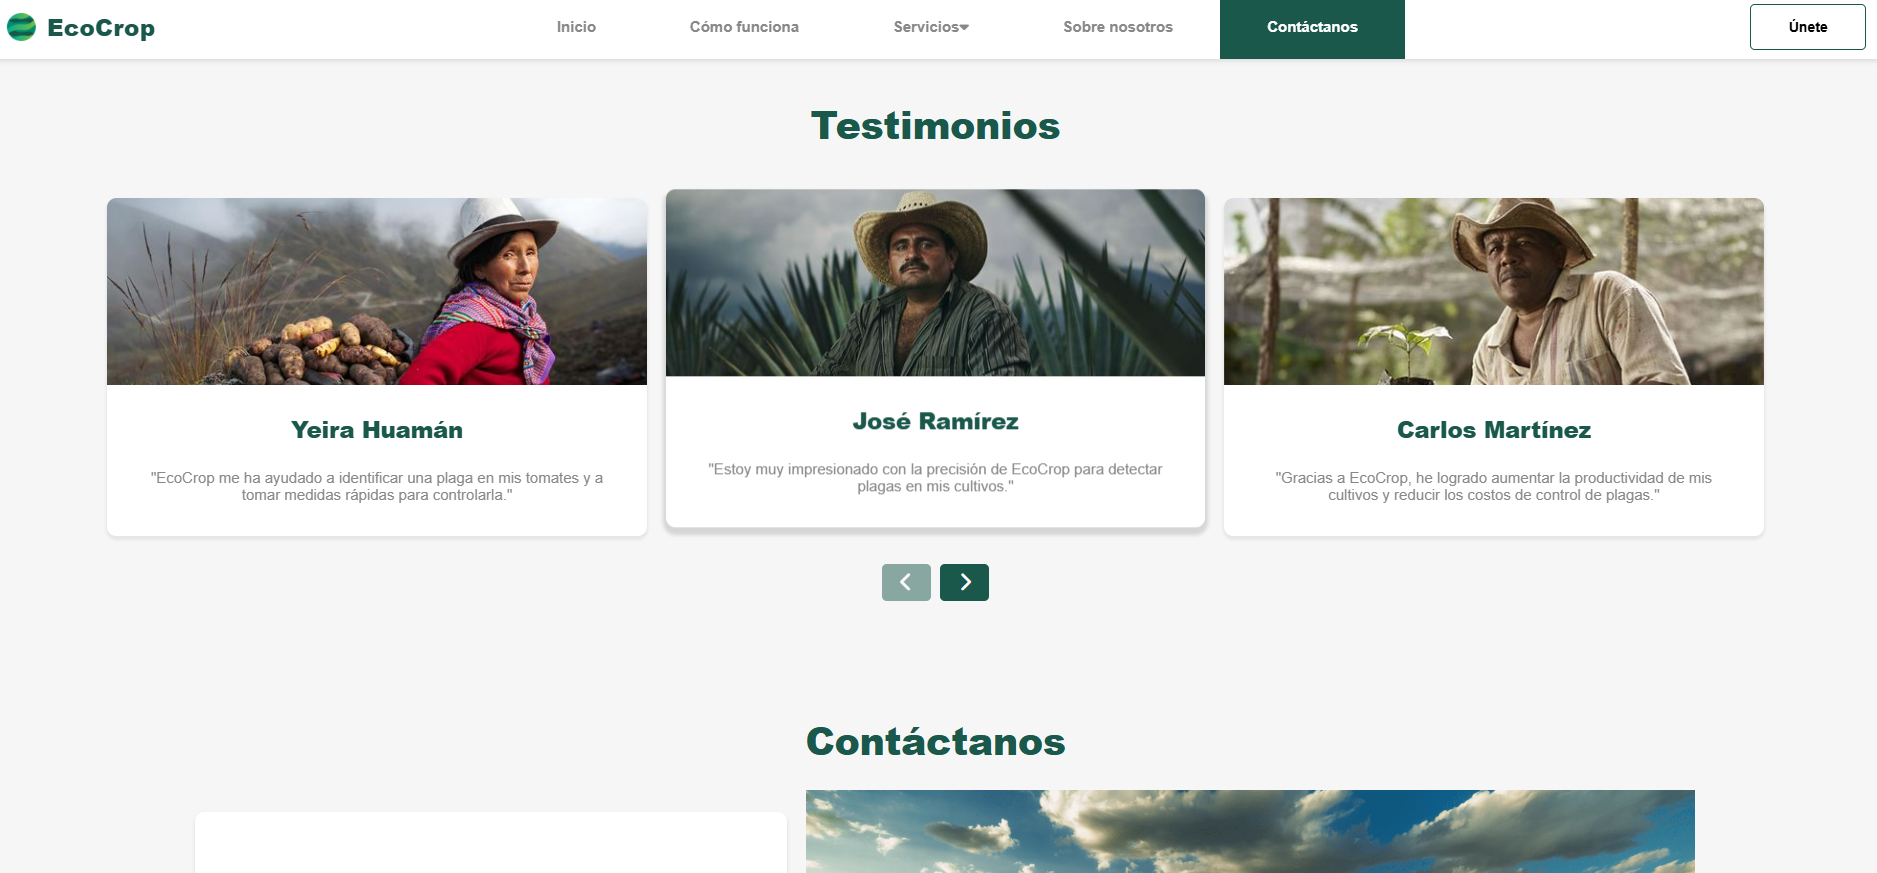 EcoCrop
Inicio
Cómo funciona
Servicios
Sobre nosotros
Contáctanos
Únete
Testimonios
Yeira Huamán
"EcoCrop me ha ayudado a identificar una plaga en mis tomates y a
tomar medidas rápidas para controlarla."
José Ramírez
"Estoy muy impresionado con la precisión de EcoCrop para detectar
plagas en mis cultivos."
Carlos Martínez
"Gracias a EcoCrop, he logrado aumentar la productividad de mis
cultivos y reducir los costos de control de plagas."
Contáctanos